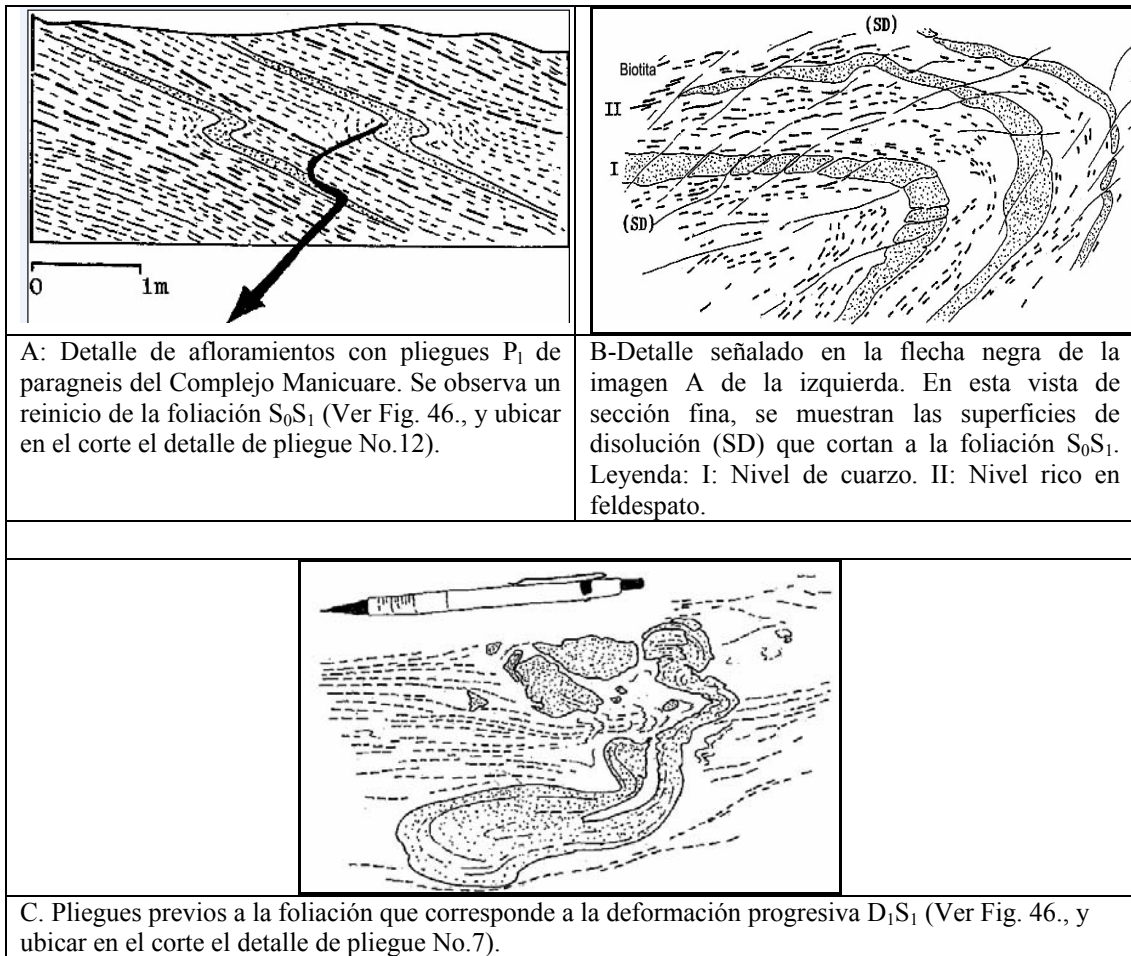 0 1m
(SD)
Biotita
II
I
(SD)
A: Detalle de afloramientos con pliegues P₁ de
paragneis del Complejo Manicuare. Se observa un
reinicio de la foliación S₀S₁ (Ver Fig. 46., y ubicar
en el corte el detalle de pliegue No.12).
B-Detalle señalado en la flecha negra de la
imagen A de la izquierda. En esta vista de
sección fina, se muestran las superficies de
disolución (SD) que cortan a la foliación S₀S₁.
Leyenda: I: Nivel de cuarzo. II: Nivel rico en
feldespato.
C. Pliegues previos a la foliación que corresponde a la deformación progresiva D₁S₁ (Ver Fig. 46., y
ubicar en el corte el detalle de pliegue No.7).